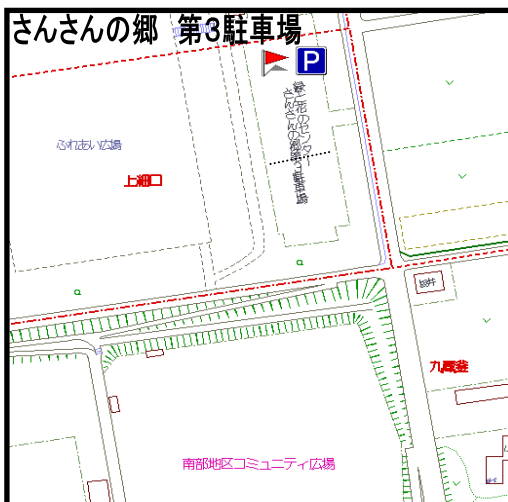 さんさんの郷 第3駐車場
P
緑と花のセンター
さんさんの郷第3駐車場
ふれあい広場
上細口
九厘釜
南部地区コミュニティ広場